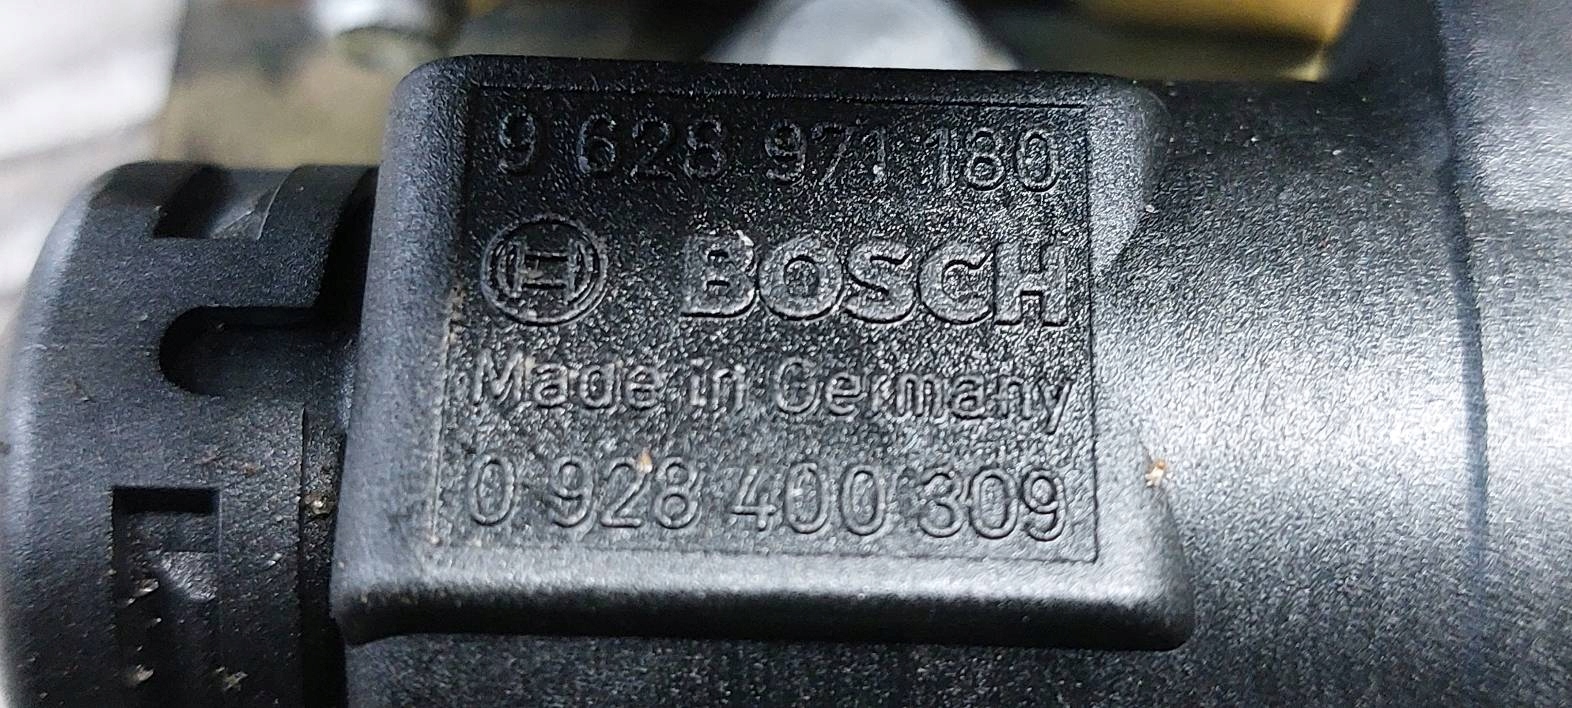 9 628 971 180
BOSCH
Made in Germany
0 928 400 309